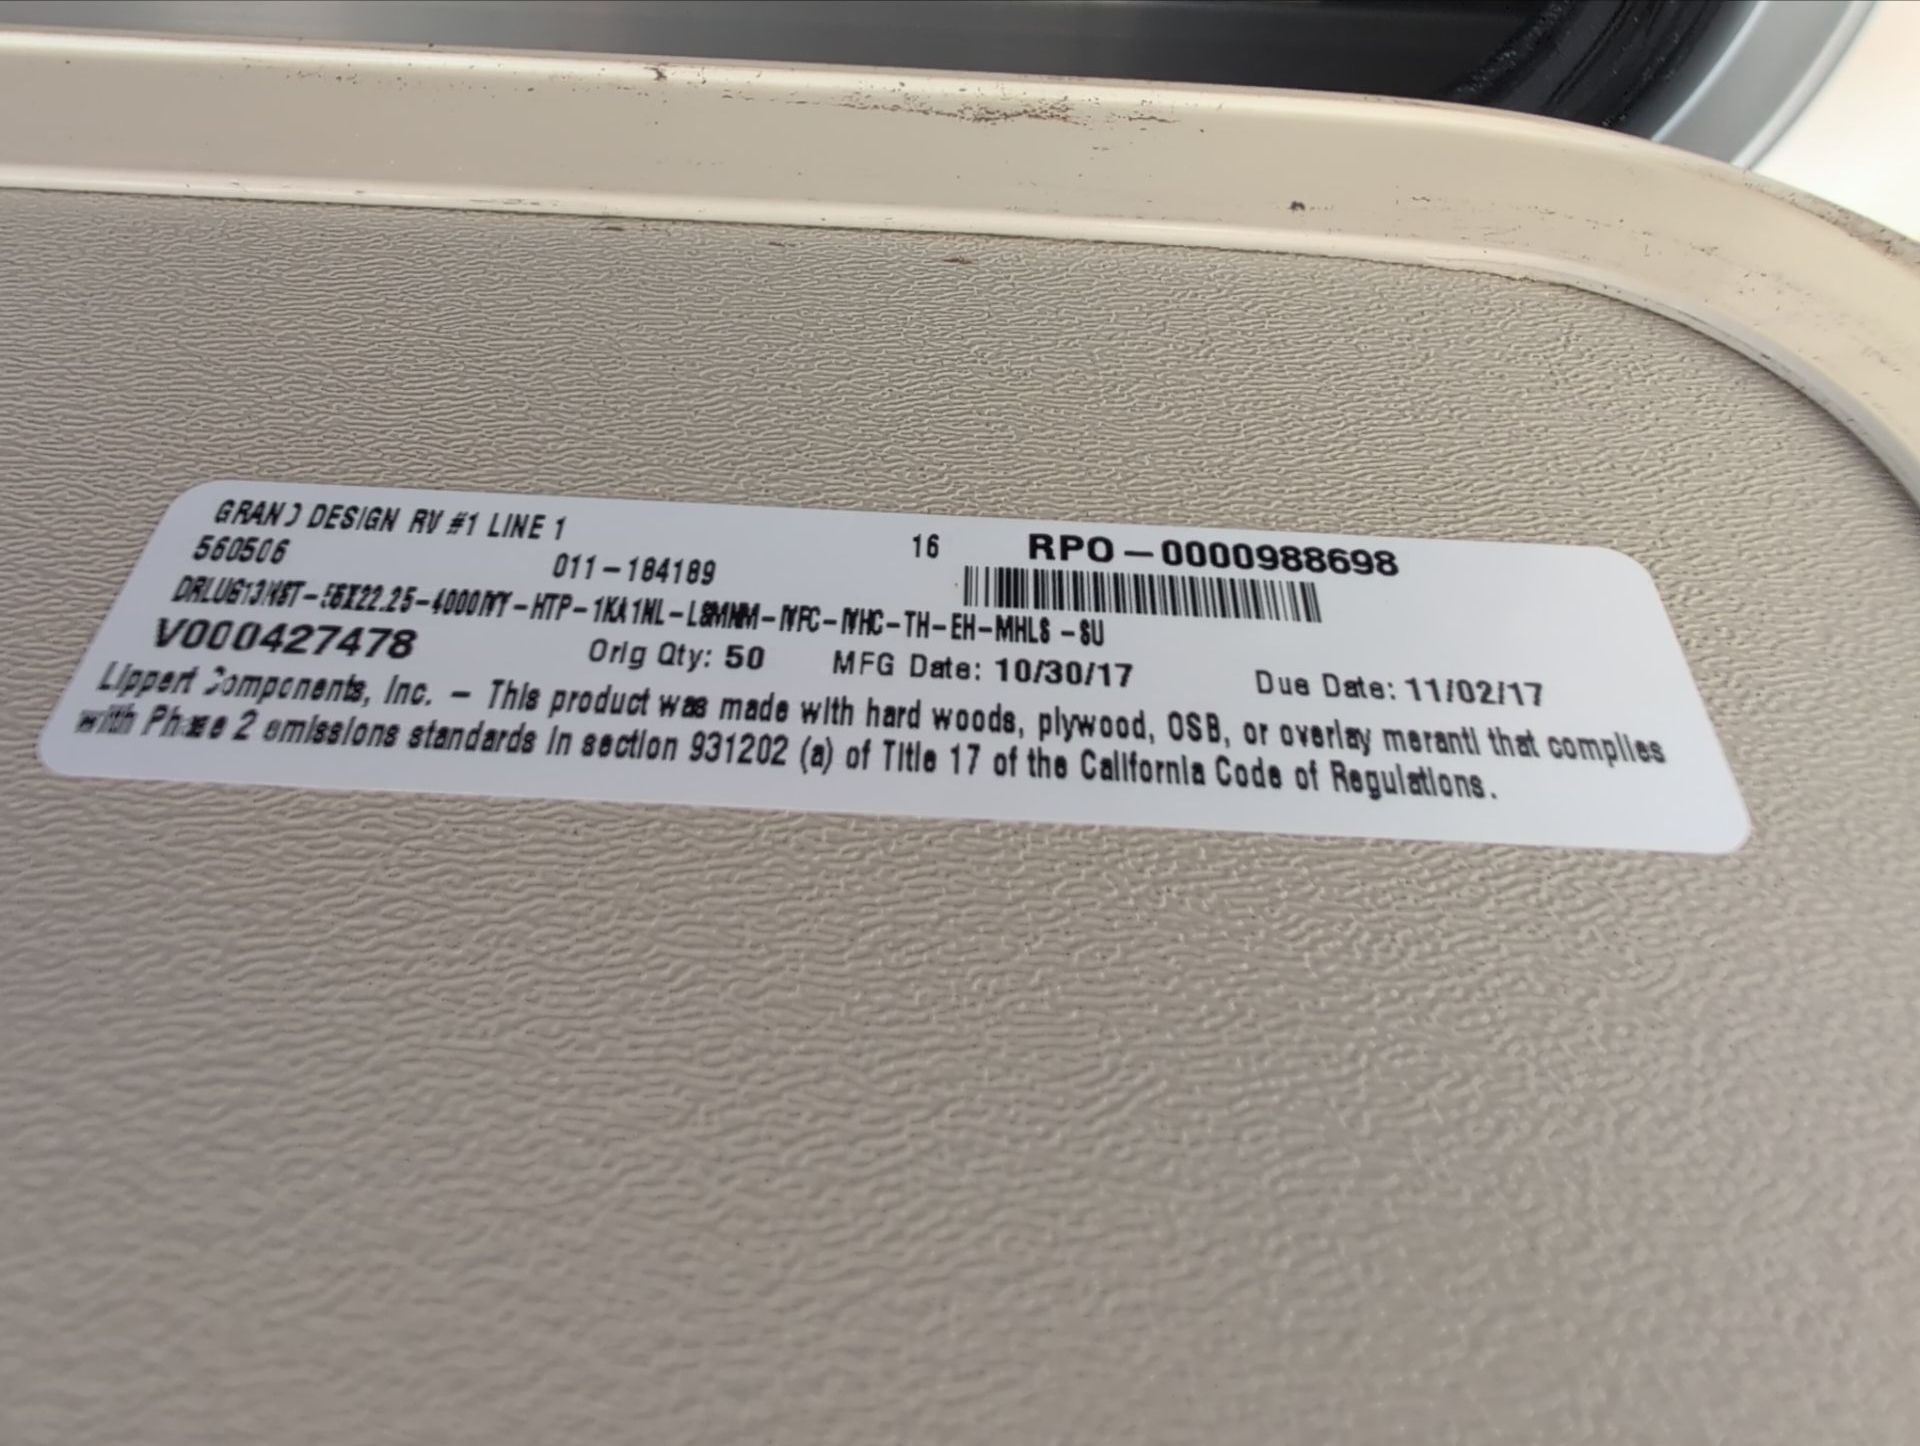 GRAND DESIGN RV #1 LINE 1
560506 011-184189 16 RPO-0000988698
V000427478 Orig Qty: 50 MFG Date: 10/30/17 Due Date: 11/02/17
Lippert Components, Inc. - This product was made with hard woods, plywood, OSB, or overlay meranti that complies
with Phase 2 emissions standards in section 931202 (a) of Title 17 of the California Code of Regulations.